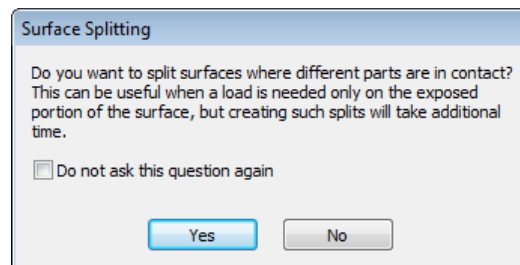 Surface Splitting
Do you want to split surfaces where different parts are in contact?
This can be useful when a load is needed only on the exposed
portion of the surface, but creating such splits will take additional
time.
Do not ask this question again
Yes
No